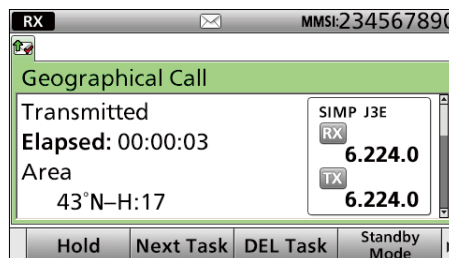 RX MMSI:234567890
Geographical Call
Transmitted
Elapsed: 00:00:03
Area
43°N–H:17
SIMP J3E
RX
6.224.0
TX
6.224.0
Hold Next Task DEL Task Standby Mode